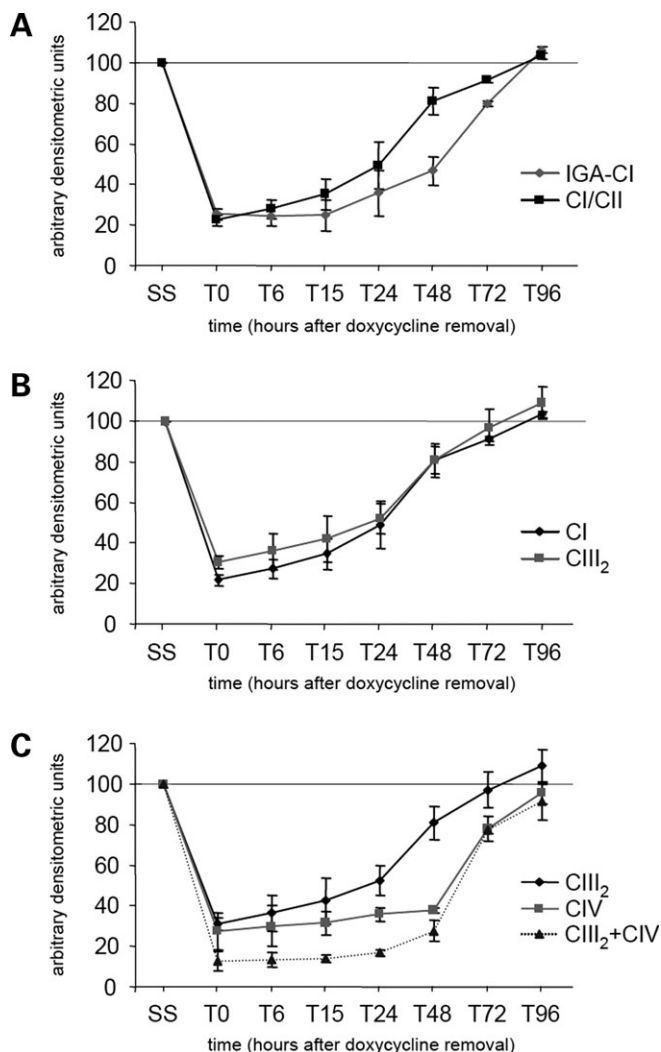 A
120
100
80
60
40
20
0
arbitrary densitometric units
SS T0 T6 T15 T24 T48 T72 T96
time (hours after doxycycline removal)
IGA-CI
CI/CII
B
120
100
80
60
40
20
0
arbitrary densitometric units
SS T0 T6 T15 T24 T48 T72 T96
time (hours after doxycycline removal)
CI
CIII₂
C
120
100
80
60
40
20
0
arbitrary densitometric units
SS T0 T6 T15 T24 T48 T72 T96
time (hours after doxycycline removal)
CIII₂
CIV
CIII₂+CIV